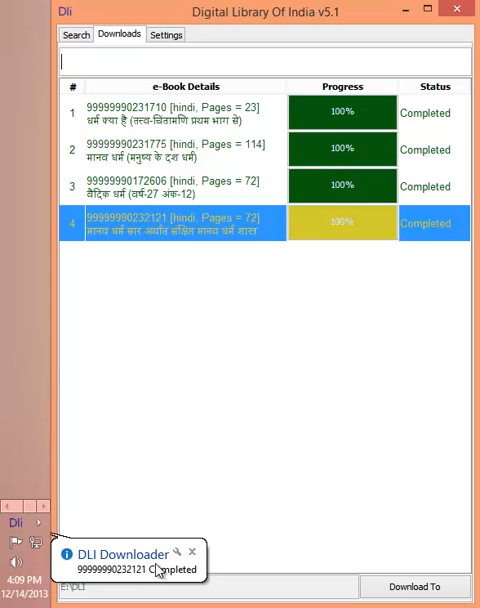 Dli
Digital Library Of India v5.1
Search Downloads Settings
# e-Book Details Progress Status
1 99999990231710 [hindi, Pages = 23] 100% Completed
धर्म क्या है (तत्त्व-चिंतामणि प्रथम भाग से)
2 99999990231775 [hindi, Pages = 114] 100% Completed
मानव धर्म (मनुष्य के दश धर्म)
3 99999990172606 [hindi, Pages = 72] 100% Completed
वैदिक धर्म (वर्ष-27 अंक-12)
4 99999990232121 [hindi, Pages = 72] 100% Completed
मानव धर्म सार अर्थात संक्षिप्त मानव धर्म शास्त्र
Dli
DLI Downloader
99999990232121 Completed
4:09 PM
12/14/2013
E:\DLI
Download To